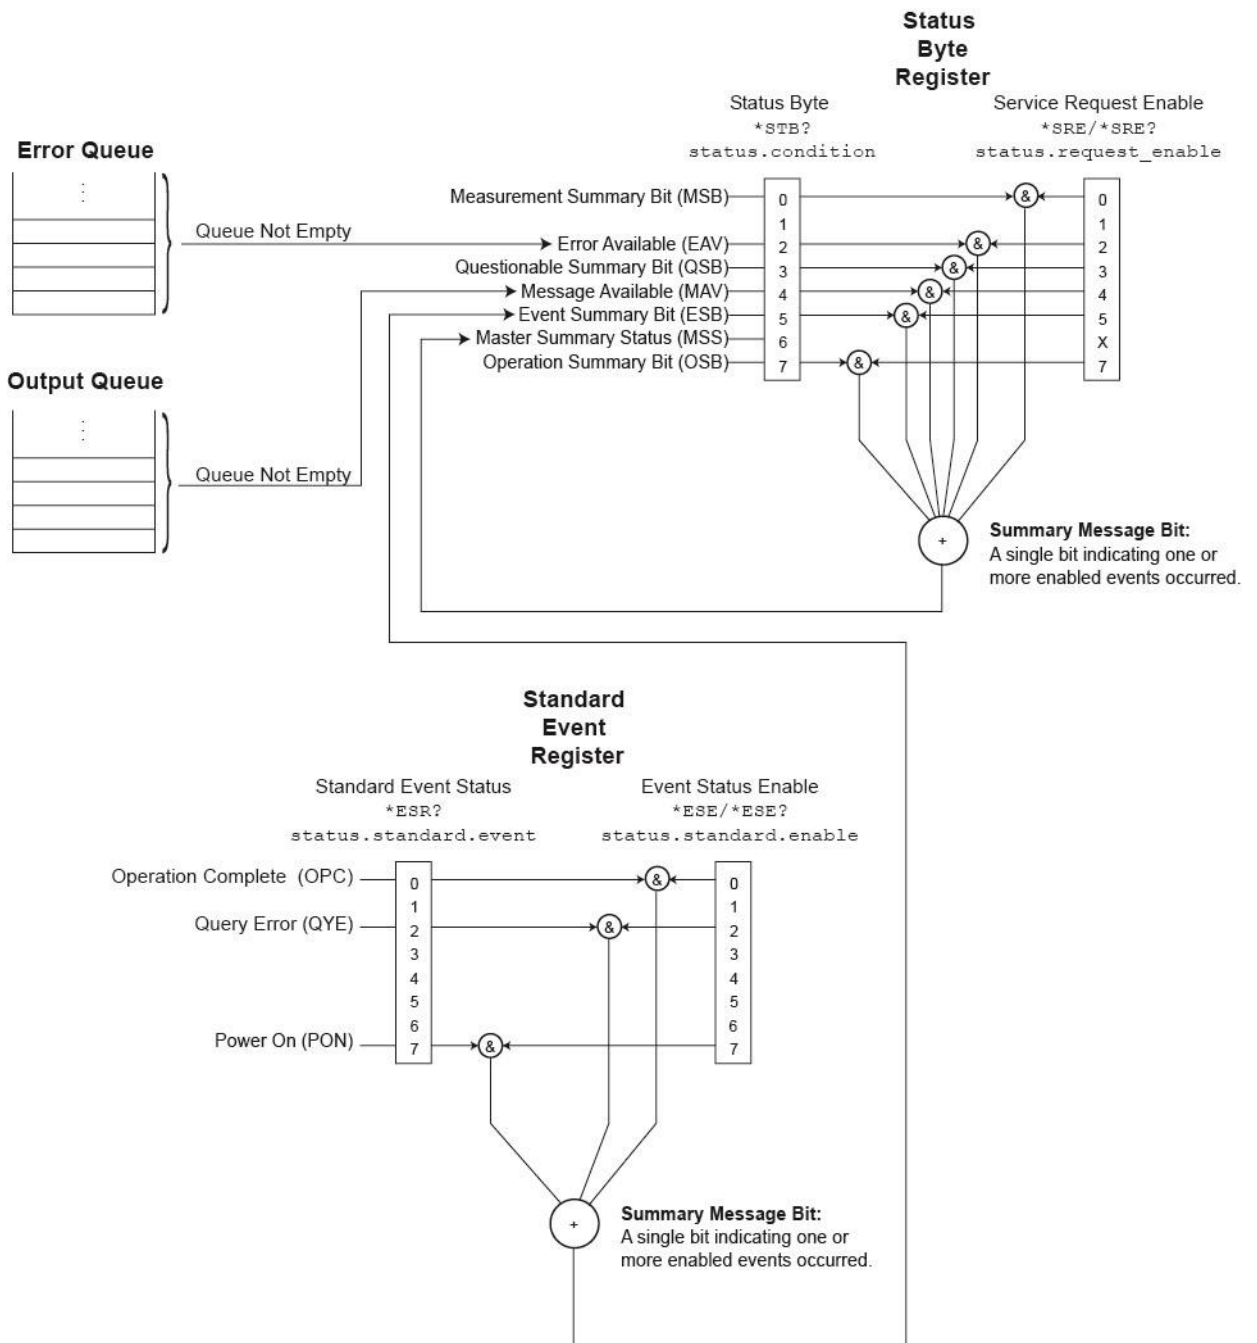 Status
Byte
Register
Status Byte
*STB?
status.condition
Service Request Enable
*SRE/*SRE?
status.request_enable
Error Queue
Queue Not Empty
Output Queue
Queue Not Empty
Measurement Summary Bit (MSB)
Error Available (EAV)
Questionable Summary Bit (QSB)
Message Available (MAV)
Event Summary Bit (ESB)
Master Summary Status (MSS)
Operation Summary Bit (OSB)
0
1
2
3
4
5
6
7
&
&
&
&
&
&
0
1
2
3
4
5
X
7
+
Summary Message Bit:
A single bit indicating one or
more enabled events occurred.
Standard
Event
Register
Standard Event Status
*ESR?
status.standard.event
Event Status Enable
*ESE/*ESE?
status.standard.enable
Operation Complete (OPC)
Query Error (QYE)
Power On (PON)
0
1
2
3
4
5
6
7
&
&
&
0
1
2
3
4
5
6
7
+
Summary Message Bit:
A single bit indicating one or
more enabled events occurred.